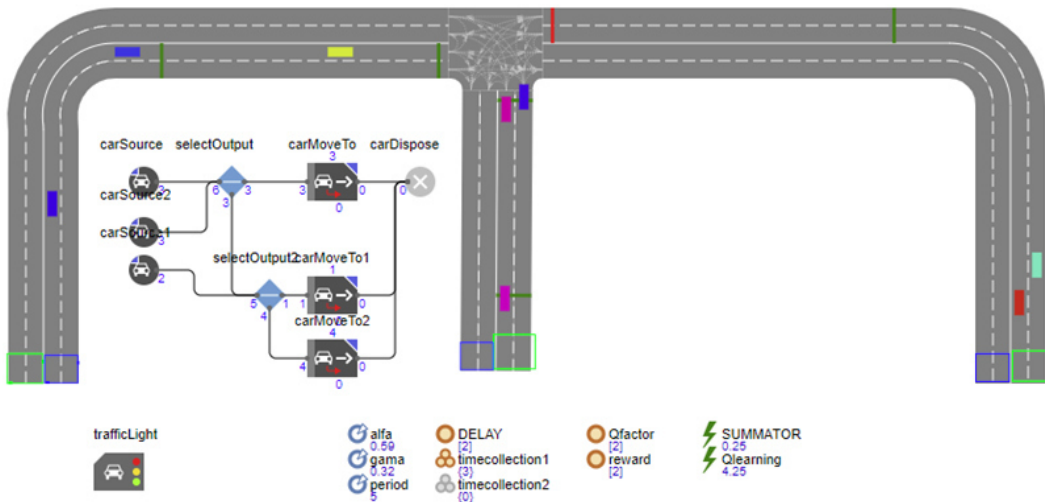 carSource selectOutput carMoveTo carDispose
3
3 6 3 3 0 0
carSource2 3 0
carSource1 3
selectOutput2 carMoveTo1
2 1
5 1 1 0
4
carMoveTo2
4
4 0
0
trafficLight alfa DELAY Qfactor SUMMATOR
0.59 [2] [2] 0.25
gama timecollection1 reward Qlearning
0.32 {3} [2] 4.25
period timecollection2
5 {0}